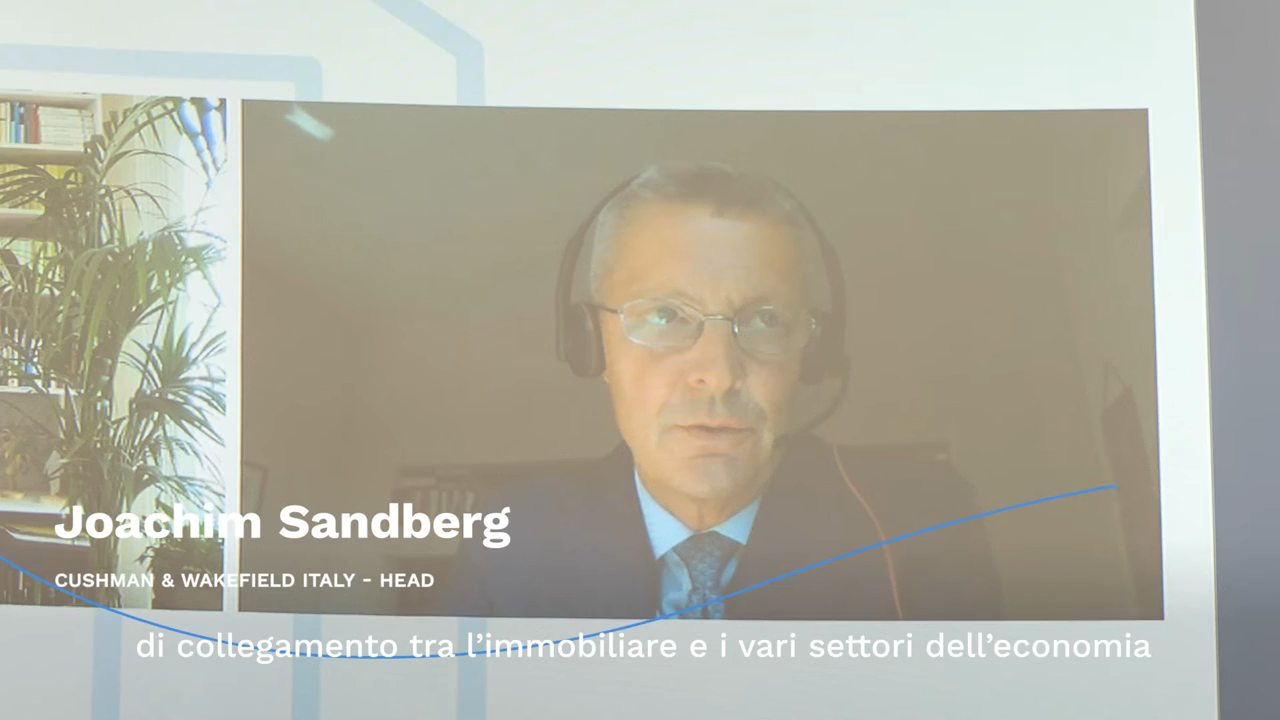 Joachim Sandberg
CUSHMAN & WAKEFIELD ITALY - HEAD
di collegamento tra l’immobiliare e i vari settori dell’economia